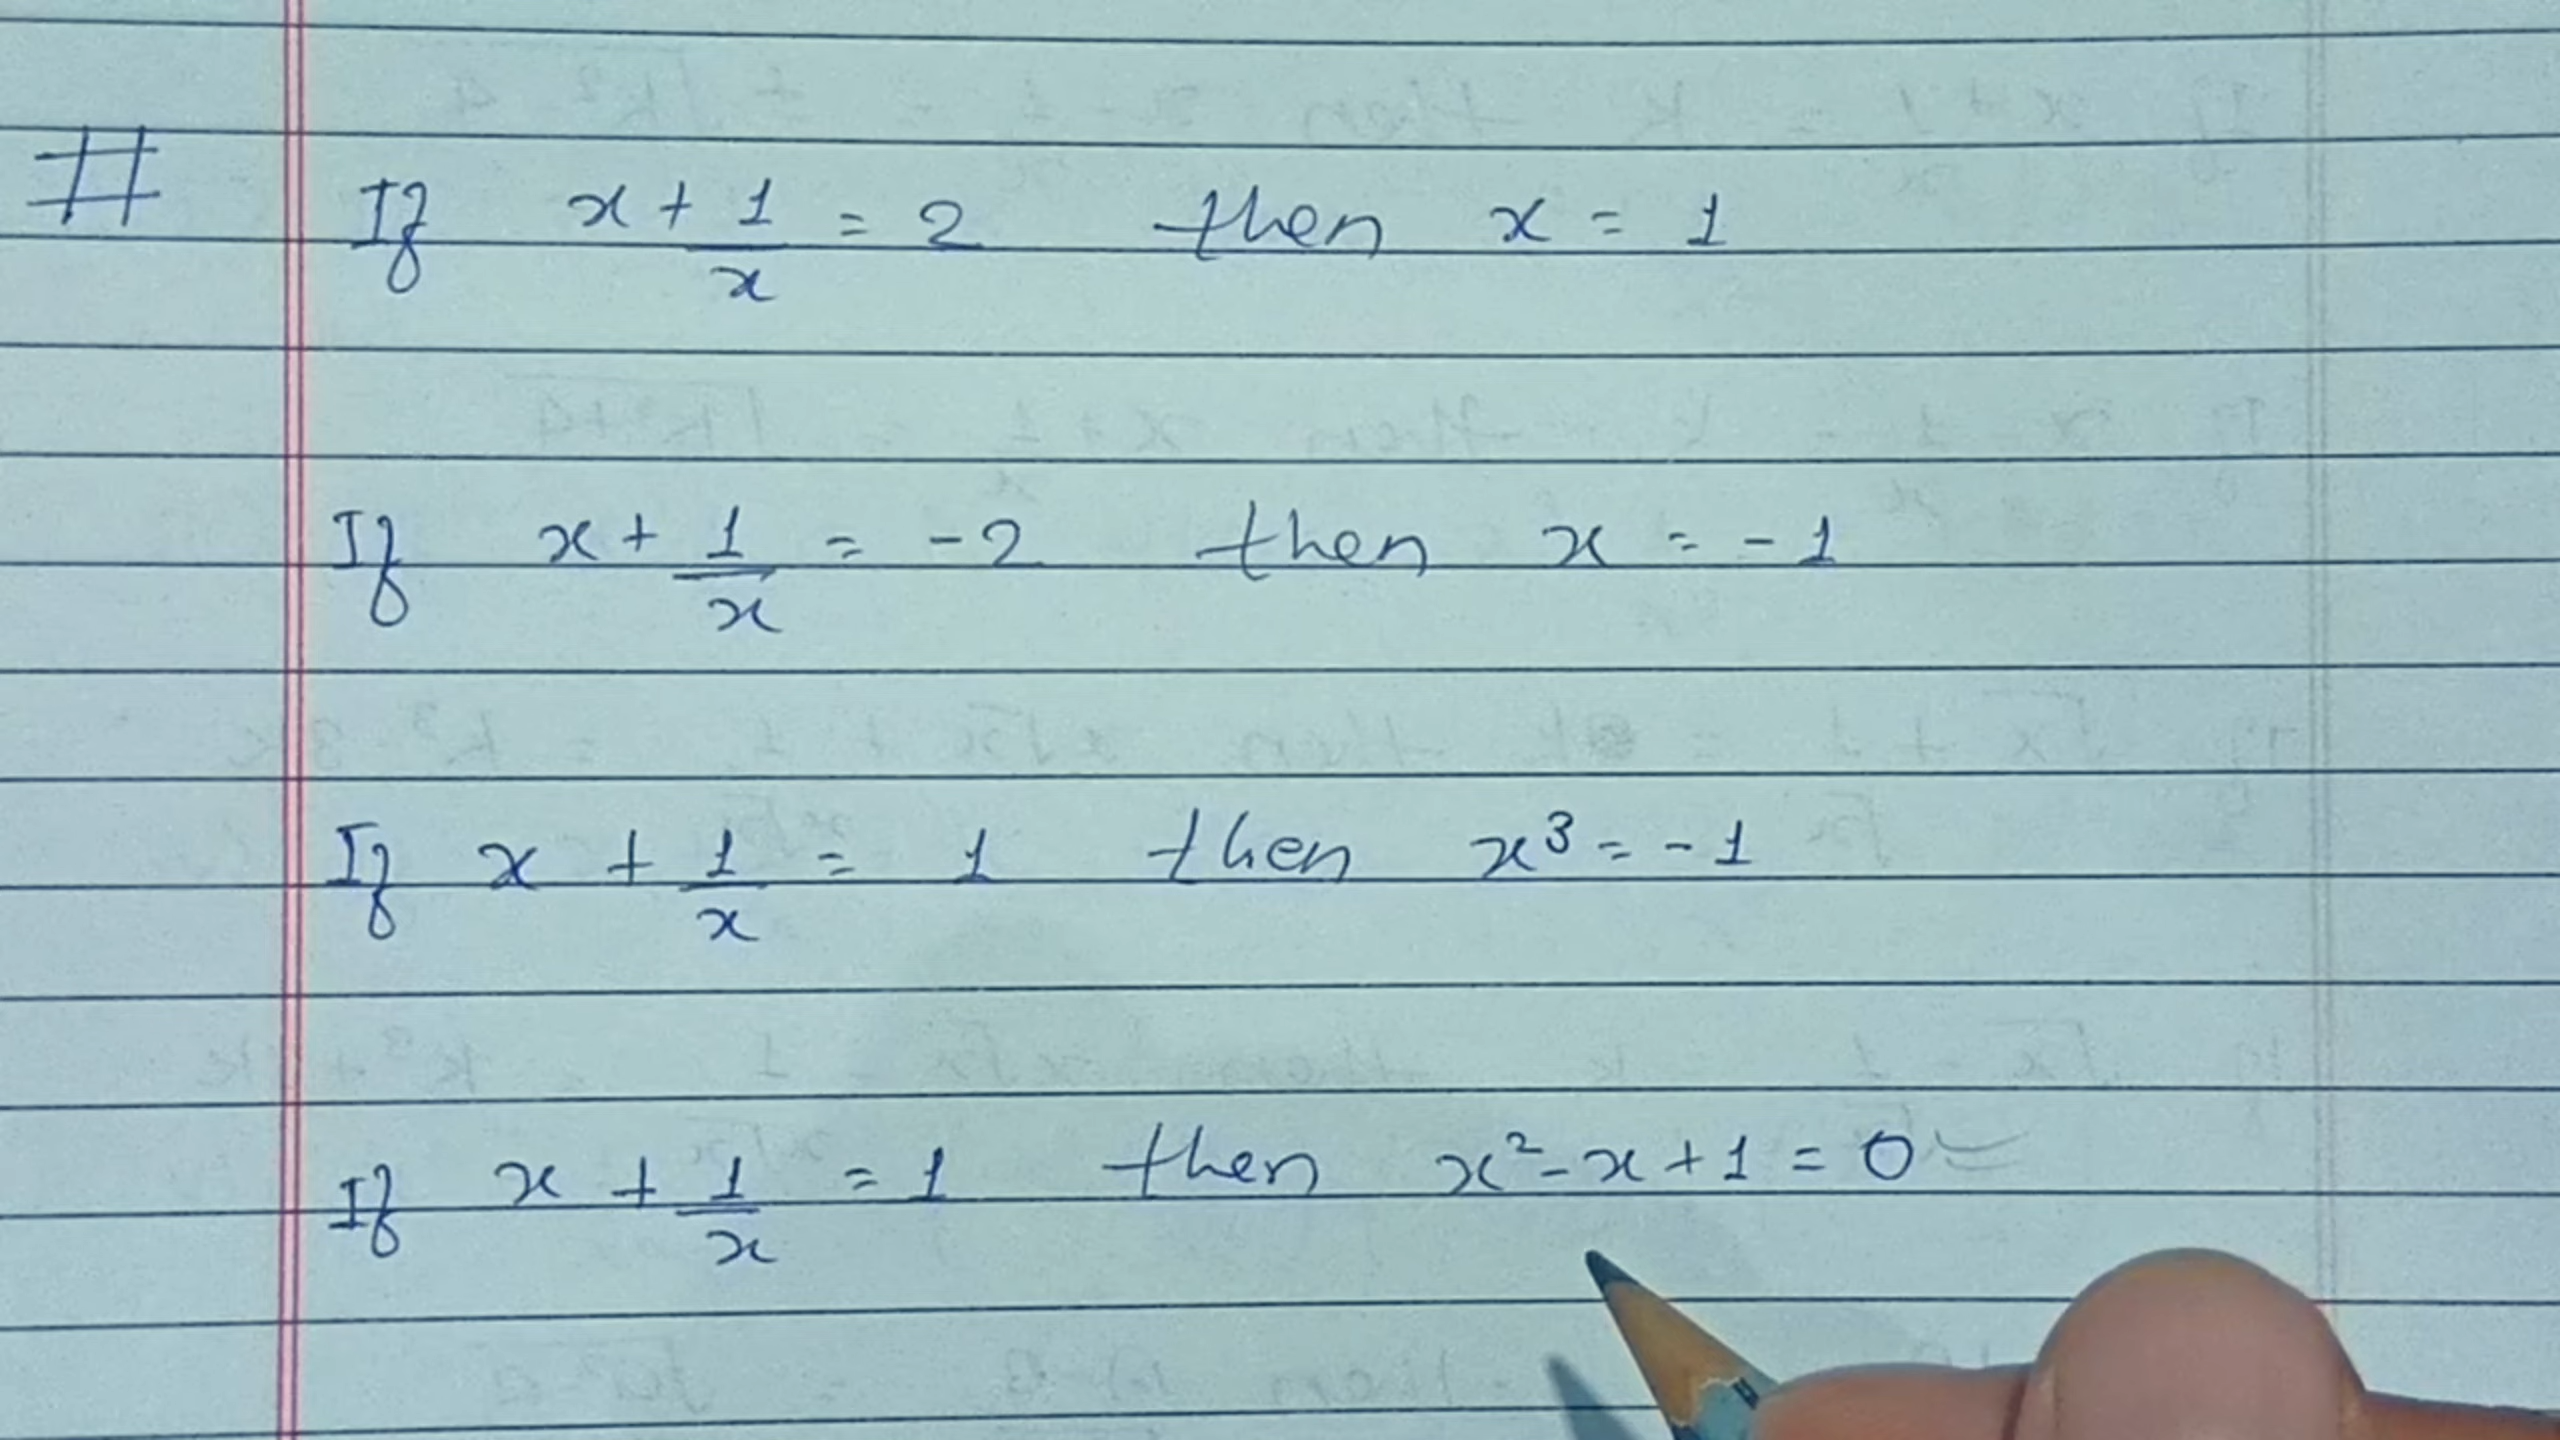 # If x + 1/x = 2 then x = 1
If x + 1/x = -2 then x = -1
If x + 1/x = 1 then x³ = -1
If x + 1/x = 1 then x² - x + 1 = 0